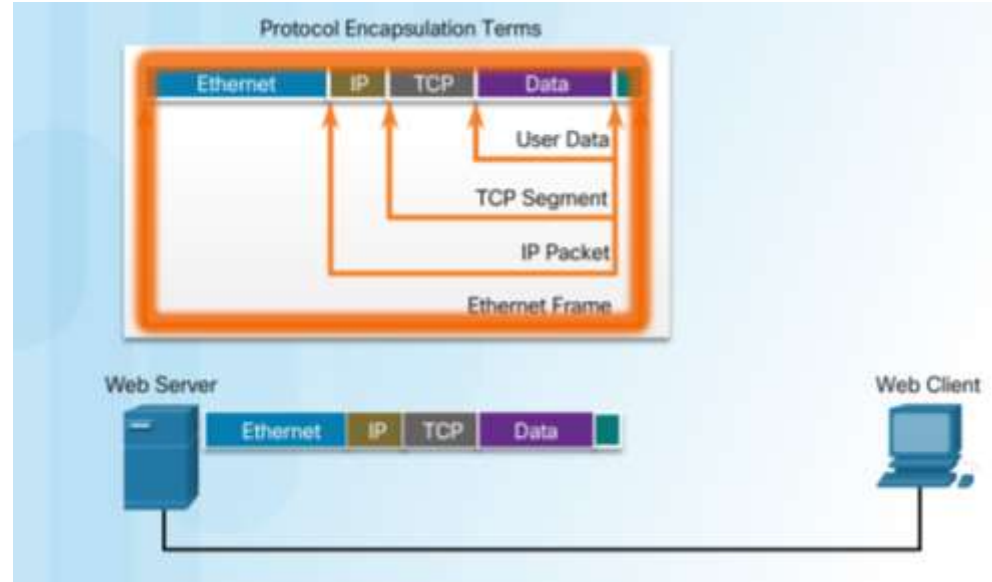 Protocol Encapsulation Terms
Ethernet IP TCP Data
User Data
TCP Segment
IP Packet
Ethernet Frame
Web Server
Web Client
Ethernet IP TCP Data